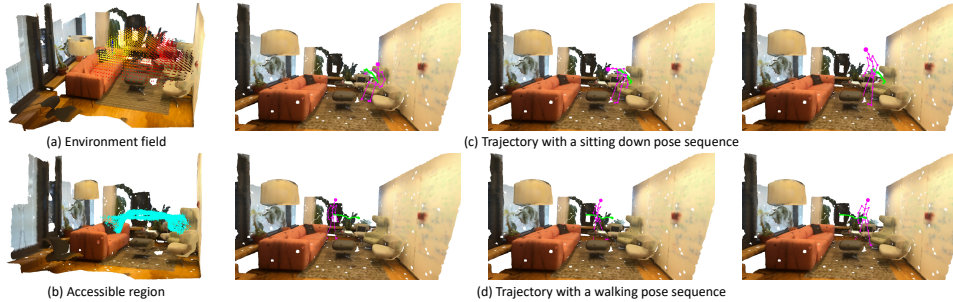 (a) Environment field
(c) Trajectory with a sitting down pose sequence
(b) Accessible region
(d) Trajectory with a walking pose sequence